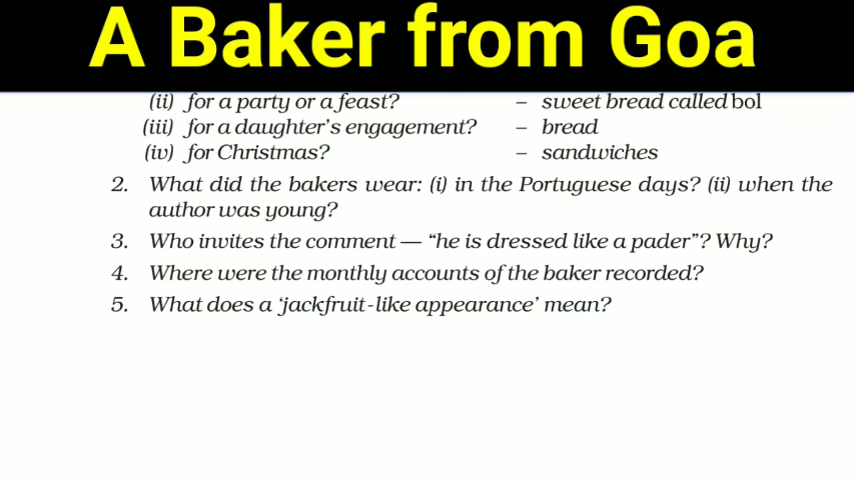 A Baker from Goa
(ii) for a party or a feast? – sweet bread called bol
(iii) for a daughter's engagement? – bread
(iv) for Christmas? – sandwiches
2. What did the bakers wear: (i) in the Portuguese days? (ii) when the
author was young?
3. Who invites the comment — “he is dressed like a pader”? Why?
4. Where were the monthly accounts of the baker recorded?
5. What does a ‘jackfruit-like appearance’ mean?